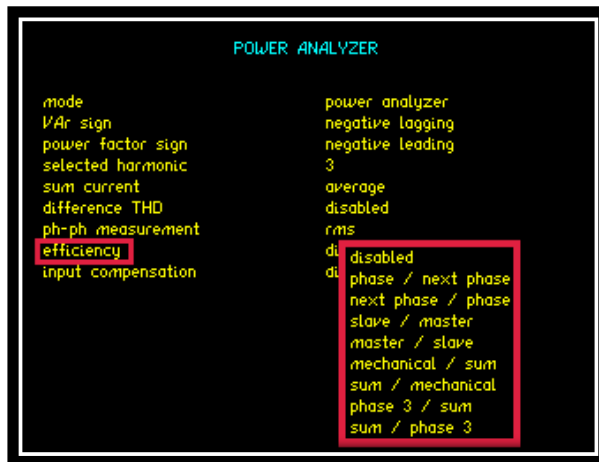 POWER ANALYZER
mode power analyzer
VAr sign negative lagging
power factor sign negative leading
selected harmonic 3
sum current average
difference THD disabled
ph-ph measurement rms
efficiency di
input compensation di
disabled
phase / next phase
next phase / phase
slave / master
master / slave
mechanical / sum
sum / mechanical
phase 3 / sum
sum / phase 3